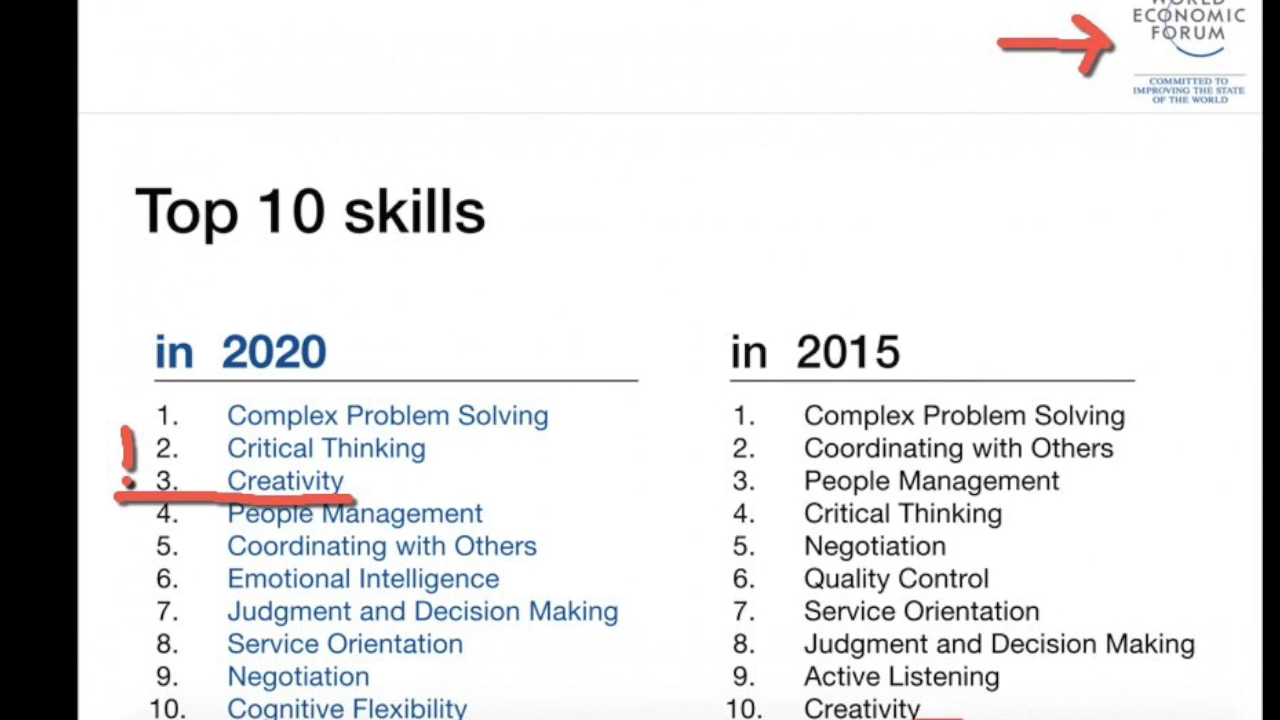 WORLD
ECONOMIC
FORUM
COMMITTED TO
IMPROVING THE STATE
OF THE WORLD
Top 10 skills
in 2020
1. Complex Problem Solving
2. Critical Thinking
3. Creativity
4. People Management
5. Coordinating with Others
6. Emotional Intelligence
7. Judgment and Decision Making
8. Service Orientation
9. Negotiation
10. Cognitive Flexibility
in 2015
1. Complex Problem Solving
2. Coordinating with Others
3. People Management
4. Critical Thinking
5. Negotiation
6. Quality Control
7. Service Orientation
8. Judgment and Decision Making
9. Active Listening
10. Creativity
!